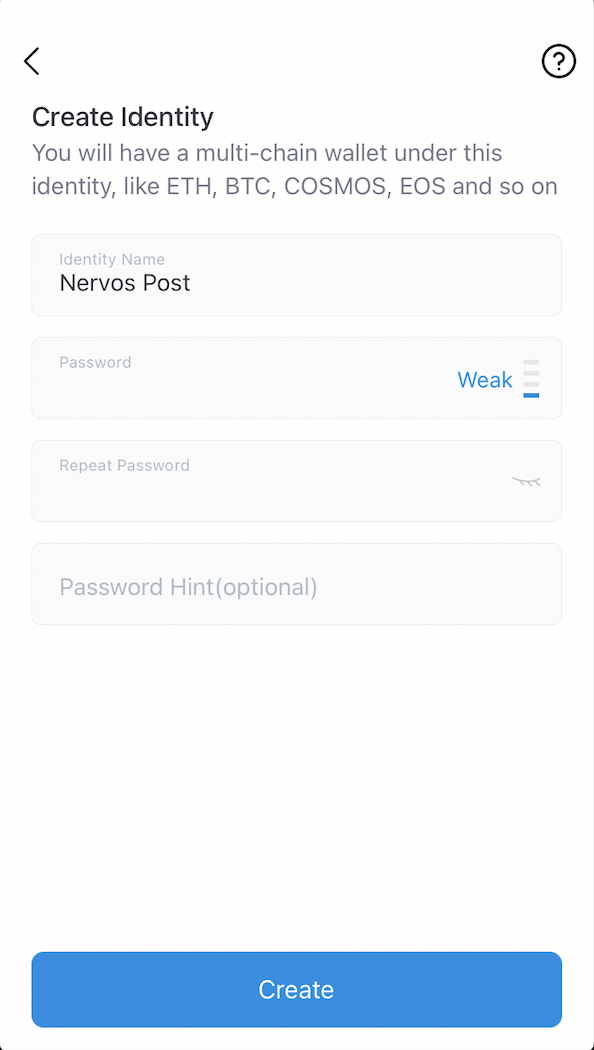 ?
Create Identity
You will have a multi-chain wallet under this
identity, like ETH, BTC, COSMOS, EOS and so on
Identity Name
Nervos Post
Password
Weak
Repeat Password
Password Hint(optional)
Create